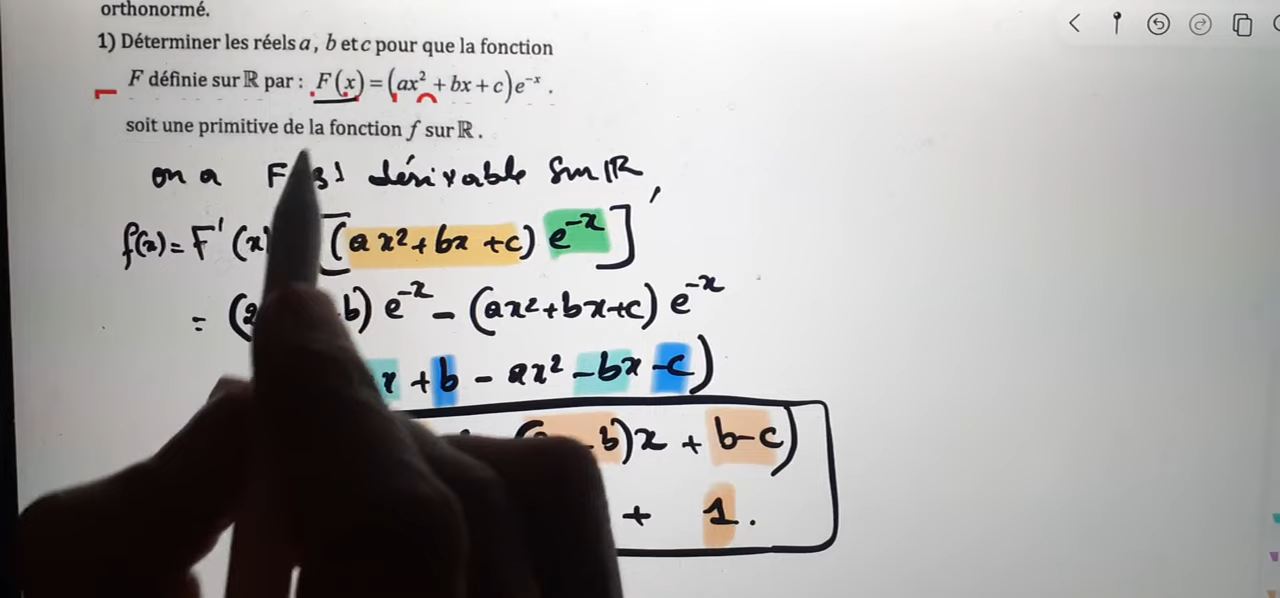 orthonormé.
1) Déterminer les réels a, b et c pour que la fonction
F définie sur ℝ par : F(x) = (ax² + bx + c)e⁻ˣ .
soit une primitive de la fonction f sur ℝ .
on a F dérivable Sur ℝ,
f(x) = F'(x) [(ax²+bx+c) e⁻ˣ]'
= ( b) e⁻ˣ - (ax²+bx+c) e⁻ˣ
x + b - ax² - bx - c)
b)x + b-c)
+ 1.